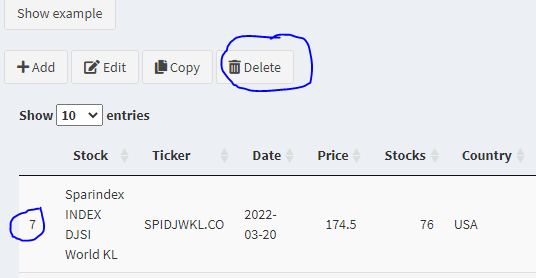 Show example
Add Edit Copy Delete
Show 10 entries
Stock Ticker Date Price Stocks Country
Sparindex
INDEX
7 DJSI SPIDJWKL.CO 2022-
03-20 174.5 76 USA
World KL